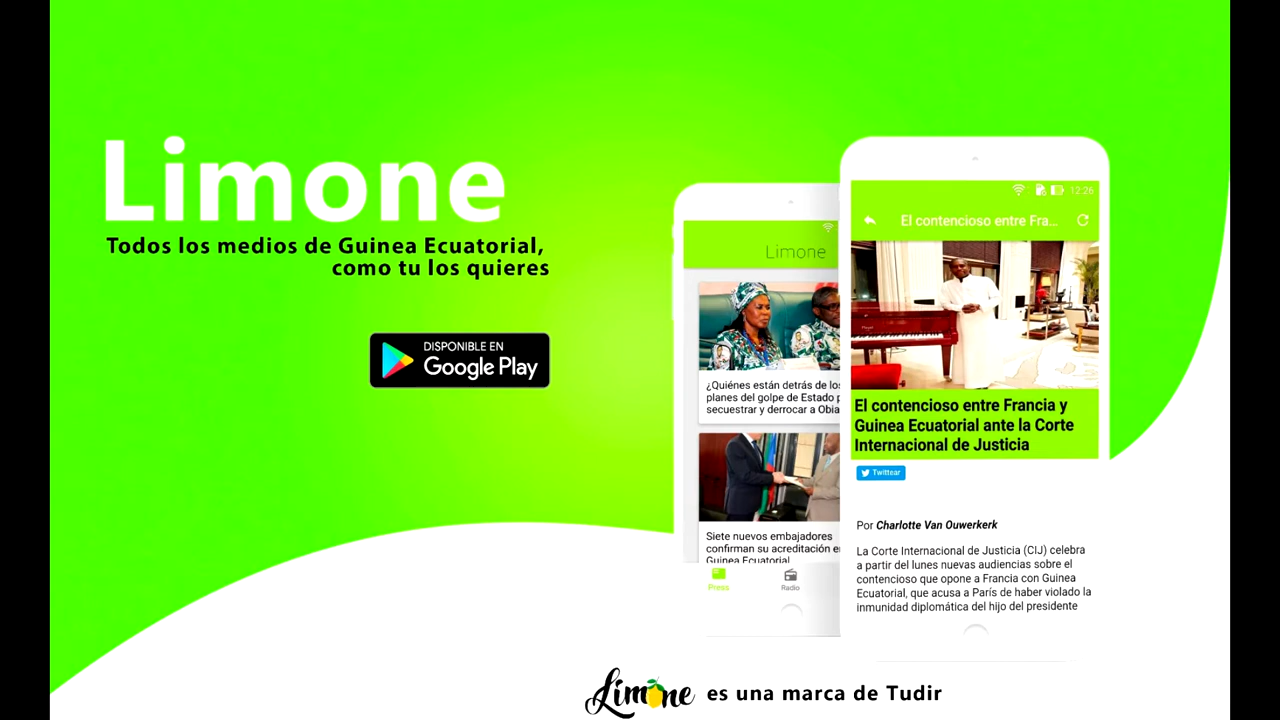 Limone
Todos los medios de Guinea Ecuatorial,
como tu los quieres
DISPONIBLE EN
Google Play
Limone
¿Quiénes están detrás de los
planes del golpe de Estado p
secuestrar y derrocar a Obia
Siete nuevos embajadores
confirman su acreditación e
Guinea Ecuatorial
Press
Radio
12:26
El contencioso entre Fra...
El contencioso entre Francia y
Guinea Ecuatorial ante la Corte
Internacional de Justicia
Twittear
Por Charlotte Van Ouwerkerk
La Corte Internacional de Justicia (CIJ) celebra
a partir del lunes nuevas audiencias sobre el
contencioso que opone a Francia con Guinea
Ecuatorial, que acusa a París de haber violado la
inmunidad diplomática del hijo del presidente
Limone es una marca de Tudir